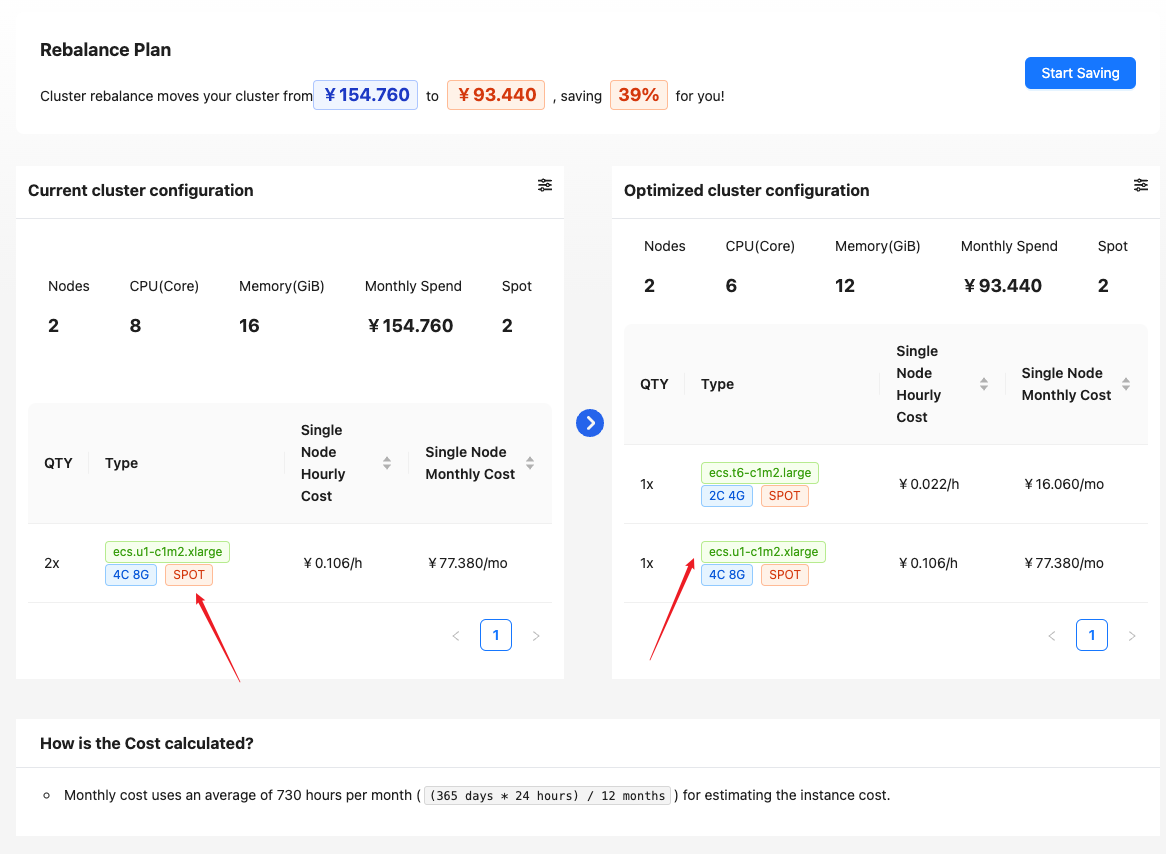 Rebalance Plan
Start Saving
Cluster rebalance moves your cluster from ¥ 154.760 to ¥ 93.440 , saving 39% for you!
Current cluster configuration
Nodes CPU(Core) Memory(GiB) Monthly Spend Spot
2 8 16 ¥ 154.760 2
QTY Type Single Node Hourly Cost Single Node Monthly Cost
2x ecs.u1-c1m2.xlarge ¥ 0.106/h ¥ 77.380/mo
4C 8G SPOT
< 1 >
Optimized cluster configuration
Nodes CPU(Core) Memory(GiB) Monthly Spend Spot
2 6 12 ¥ 93.440 2
QTY Type Single Node Hourly Cost Single Node Monthly Cost
1x ecs.t6-c1m2.large ¥ 0.022/h ¥ 16.060/mo
2C 4G SPOT
1x ecs.u1-c1m2.xlarge ¥ 0.106/h ¥ 77.380/mo
4C 8G SPOT
< 1 >
How is the Cost calculated?
Monthly cost uses an average of 730 hours per month ( (365 days * 24 hours) / 12 months ) for estimating the instance cost.